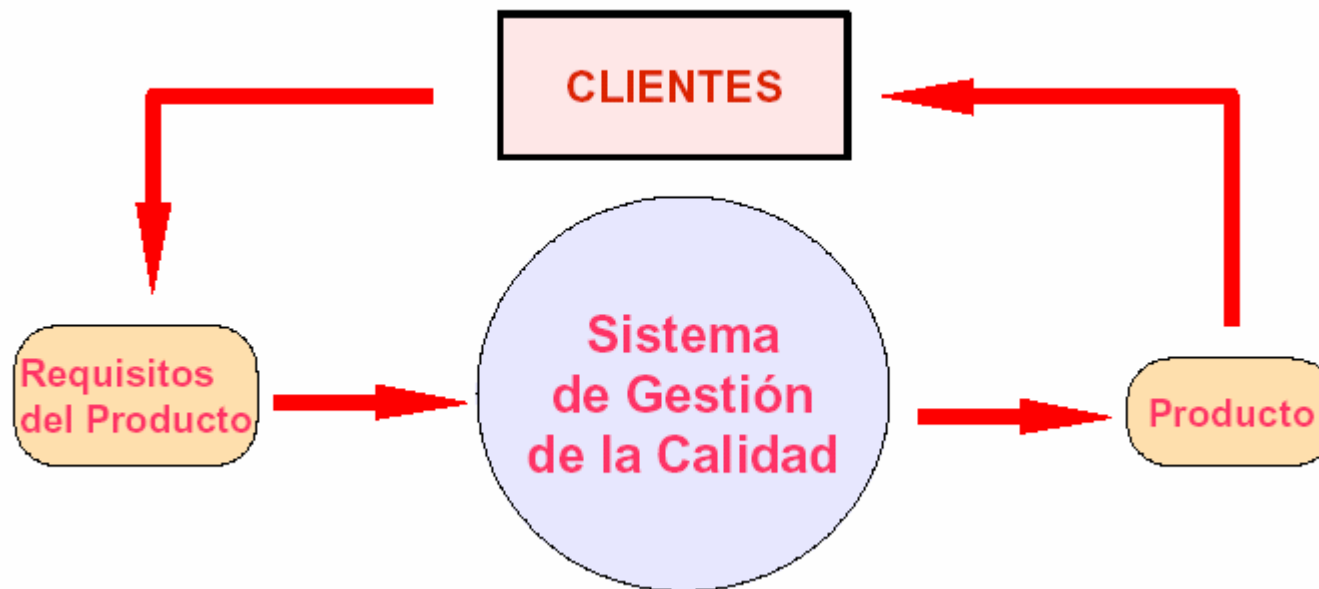 CLIENTES
Requisitos
del Producto
Sistema
de Gestión
de la Calidad
Producto